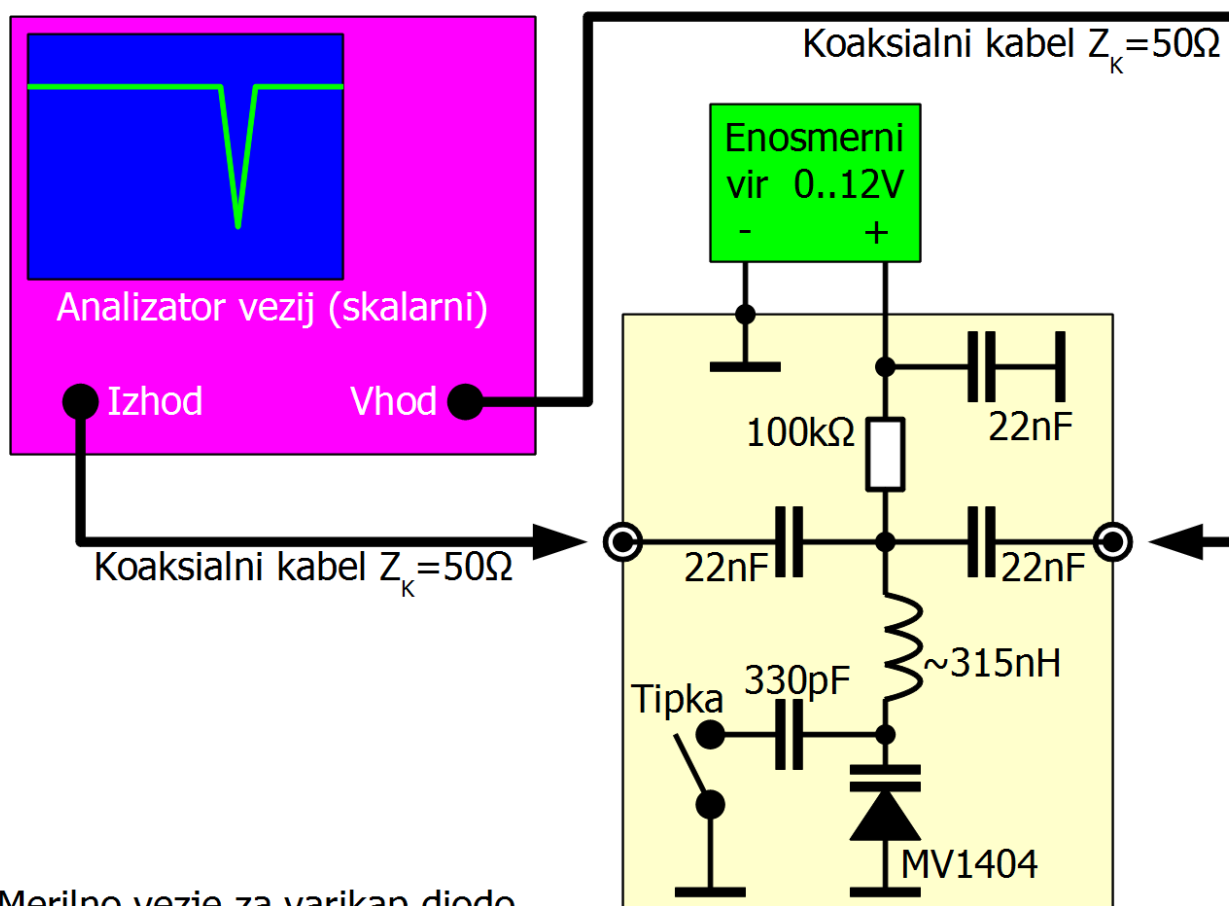 Koaksialni kabel Z_K=50Ω
Enosmerni
vir 0..12V
- +
Analizator vezij (skalarni)
Izhod Vhod
100kΩ
22nF
Koaksialni kabel Z_K=50Ω
22nF
22nF
~315nH
330pF
Tipka
MV1404
Merilno vezje za varikap diodo